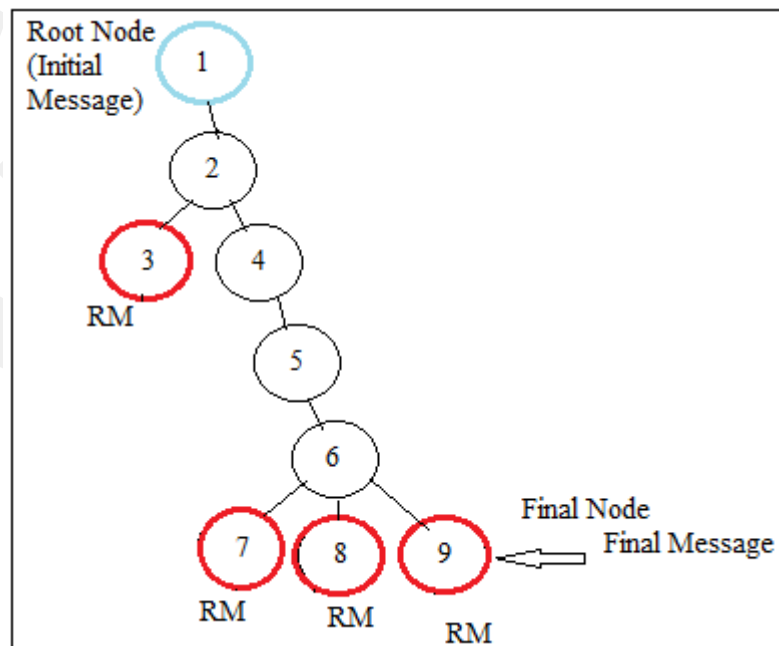 Root Node
(Initial
Message)
1
2
3
4
RM
5
6
7
8
9
Final Node
Final Message
RM
RM
RM